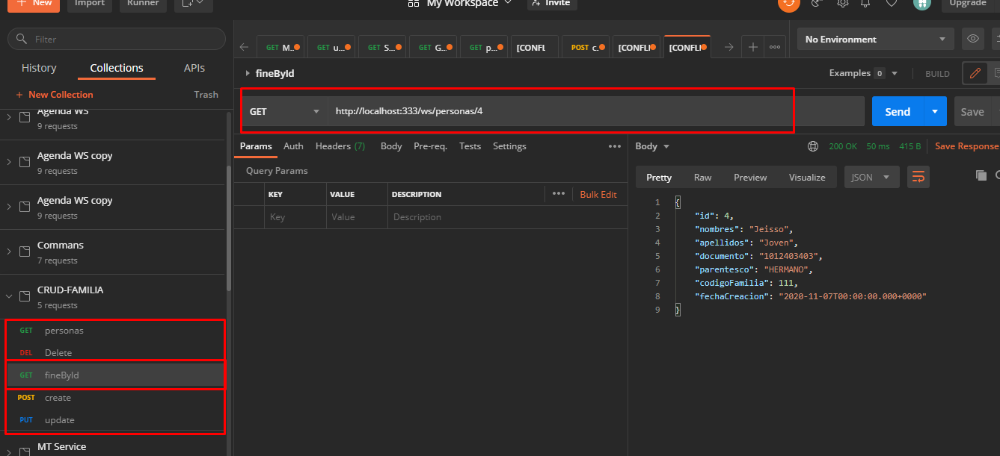 + New Import Runner My Workspace Invite Upgrade
Filter
History Collections APIs
+ New Collection Trash
Agenda WS
9 requests
Agenda WS copy
9 requests
Agenda WS copy
9 requests
Commans
7 requests
CRUD-FAMILIA
5 requests
GET personas
DEL Delete
GET fineById
POST create
PUT update
MT Service
GET M... GET u... GET S... GET G... GET p... [CONFLI POST c... [CONFLI [CONFLI
No Environment
fineById
Examples 0 BUILD
GET http://localhost:333/ws/personas/4
Send Save
Params Auth Headers (7) Body Pre-req. Tests Settings
Query Params
KEY VALUE DESCRIPTION ••• Bulk Edit
Key Value Description
Body 200 OK 50 ms 415 B Save Response
Pretty Raw Preview Visualize JSON
1 {
2 "id": 4,
3 "nombres": "Jeisso",
4 "apellidos": "Joven",
5 "documento": "1012403403",
6 "parentesco": "HERMANO",
7 "codigoFamilia": 111,
8 "fechaCreacion": "2020-11-07T00:00:00.000+0000"
9 }